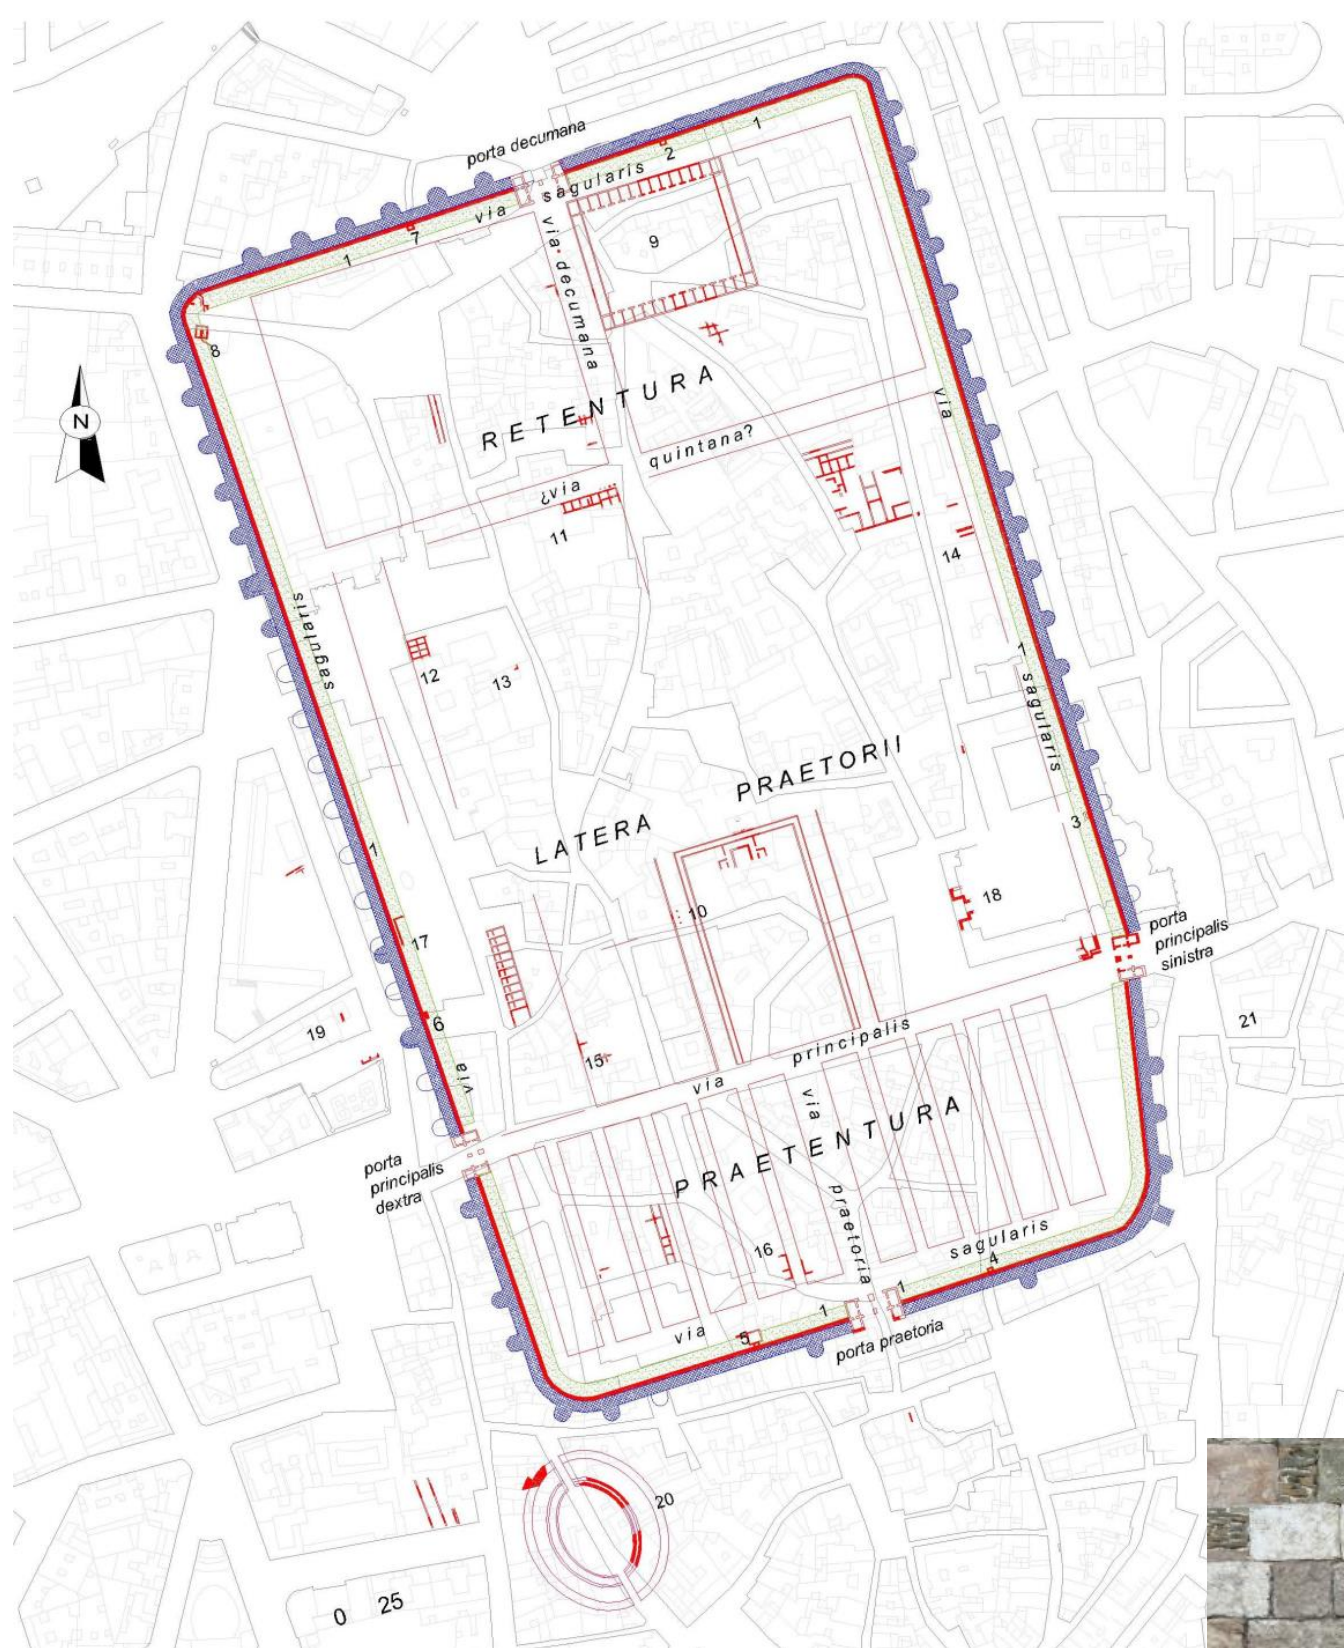 porta decumana
1
2
sagularis
via
7
1
via decumana
9
8
N
RETENTURA
via
quintana?
¿via
11
14
sagularis
1
12
13
sagularis
PRAETORII
LATERA
3
1
18
10
17
porta
principalis
sinistra
6
19
21
principalis
15
via
via
via
PRAETENTURA
porta
principalis
dextra
praetoria
sagularis
16
4
1
1
via
5
porta praetoria
20
0 25